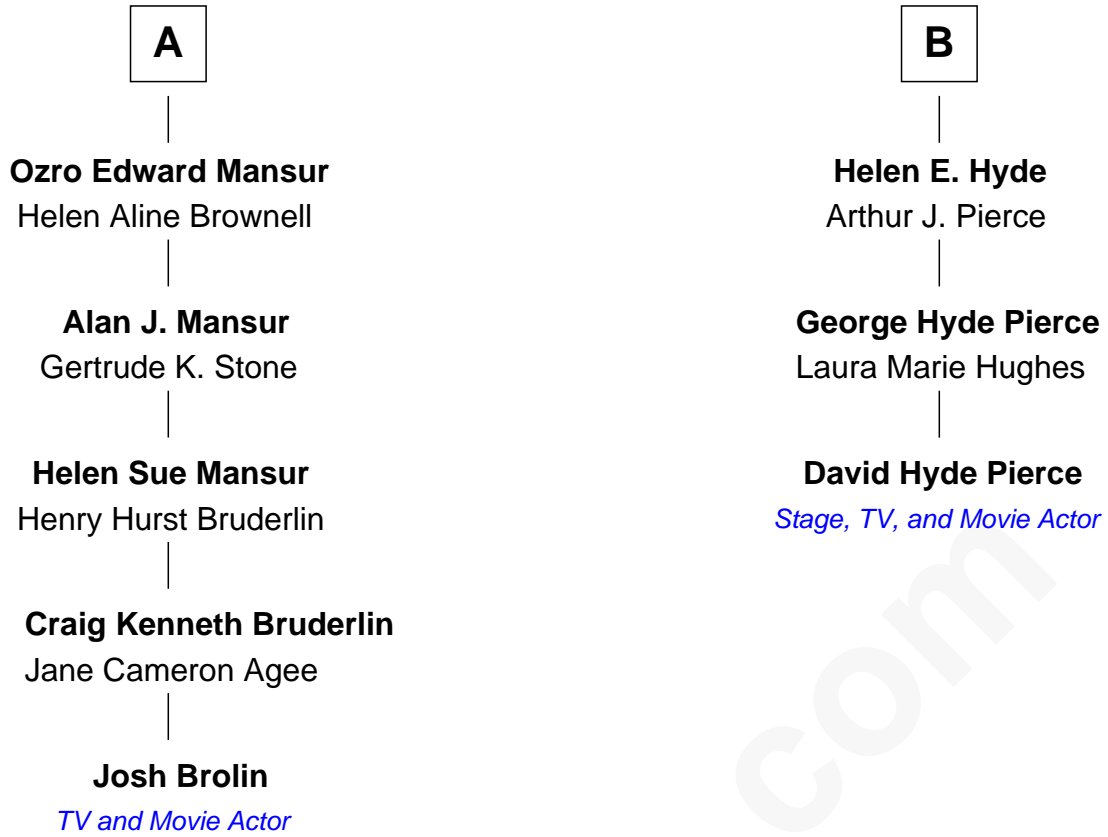 A
Ozro Edward Mansur
Helen Aline Brownell
Alan J. Mansur
Gertrude K. Stone
Helen Sue Mansur
Henry Hurst Bruderlin
Craig Kenneth Bruderlin
Jane Cameron Agee
Josh Brolin
TV and Movie Actor
B
Helen E. Hyde
Arthur J. Pierce
George Hyde Pierce
Laura Marie Hughes
David Hyde Pierce
Stage, TV, and Movie Actor
com